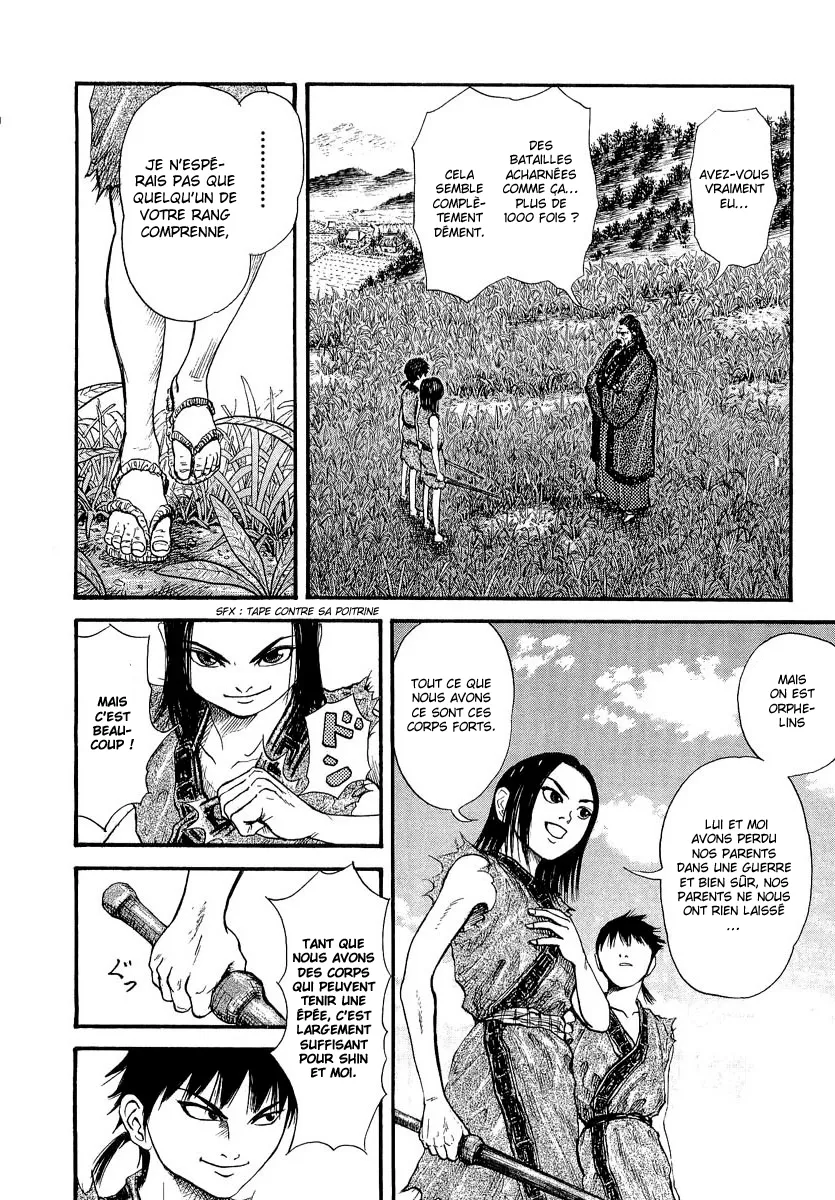 AVEZ-VOUS
VRAIMENT
EU...
DES
BATAILLES
ACHARNÉES
COMME ÇA...
PLUS DE
1000 FOIS ?
CELA
SEMBLE
COMPLÈ-
TEMENT
DÉMENT.
.........
JE N'ESPÉ-
RAIS PAS QUE
QUELQU'UN DE
VOTRE RANG
COMPRENNE,
MAIS
ON EST
ORPHE-
LINS
LUI ET MOI
AVONS PERDU
NOS PARENTS
DANS UNE GUERRE
ET BIEN SÛR, NOS
PARENTS NE NOUS
ONT RIEN LAISSÉ
...
TOUT CE QUE
NOUS AVONS
CE SONT CES
CORPS FORTS.
SFX : TAPE CONTRE SA POITRINE
ドン
MAIS
C'EST
BEAU-
COUP !
TANT QUE
NOUS AVONS
DES CORPS
QUI PEUVENT
TENIR UNE
ÉPÉE, C'EST
LARGEMENT
SUFFISANT
POUR SHIN
ET MOI.
ぐっ